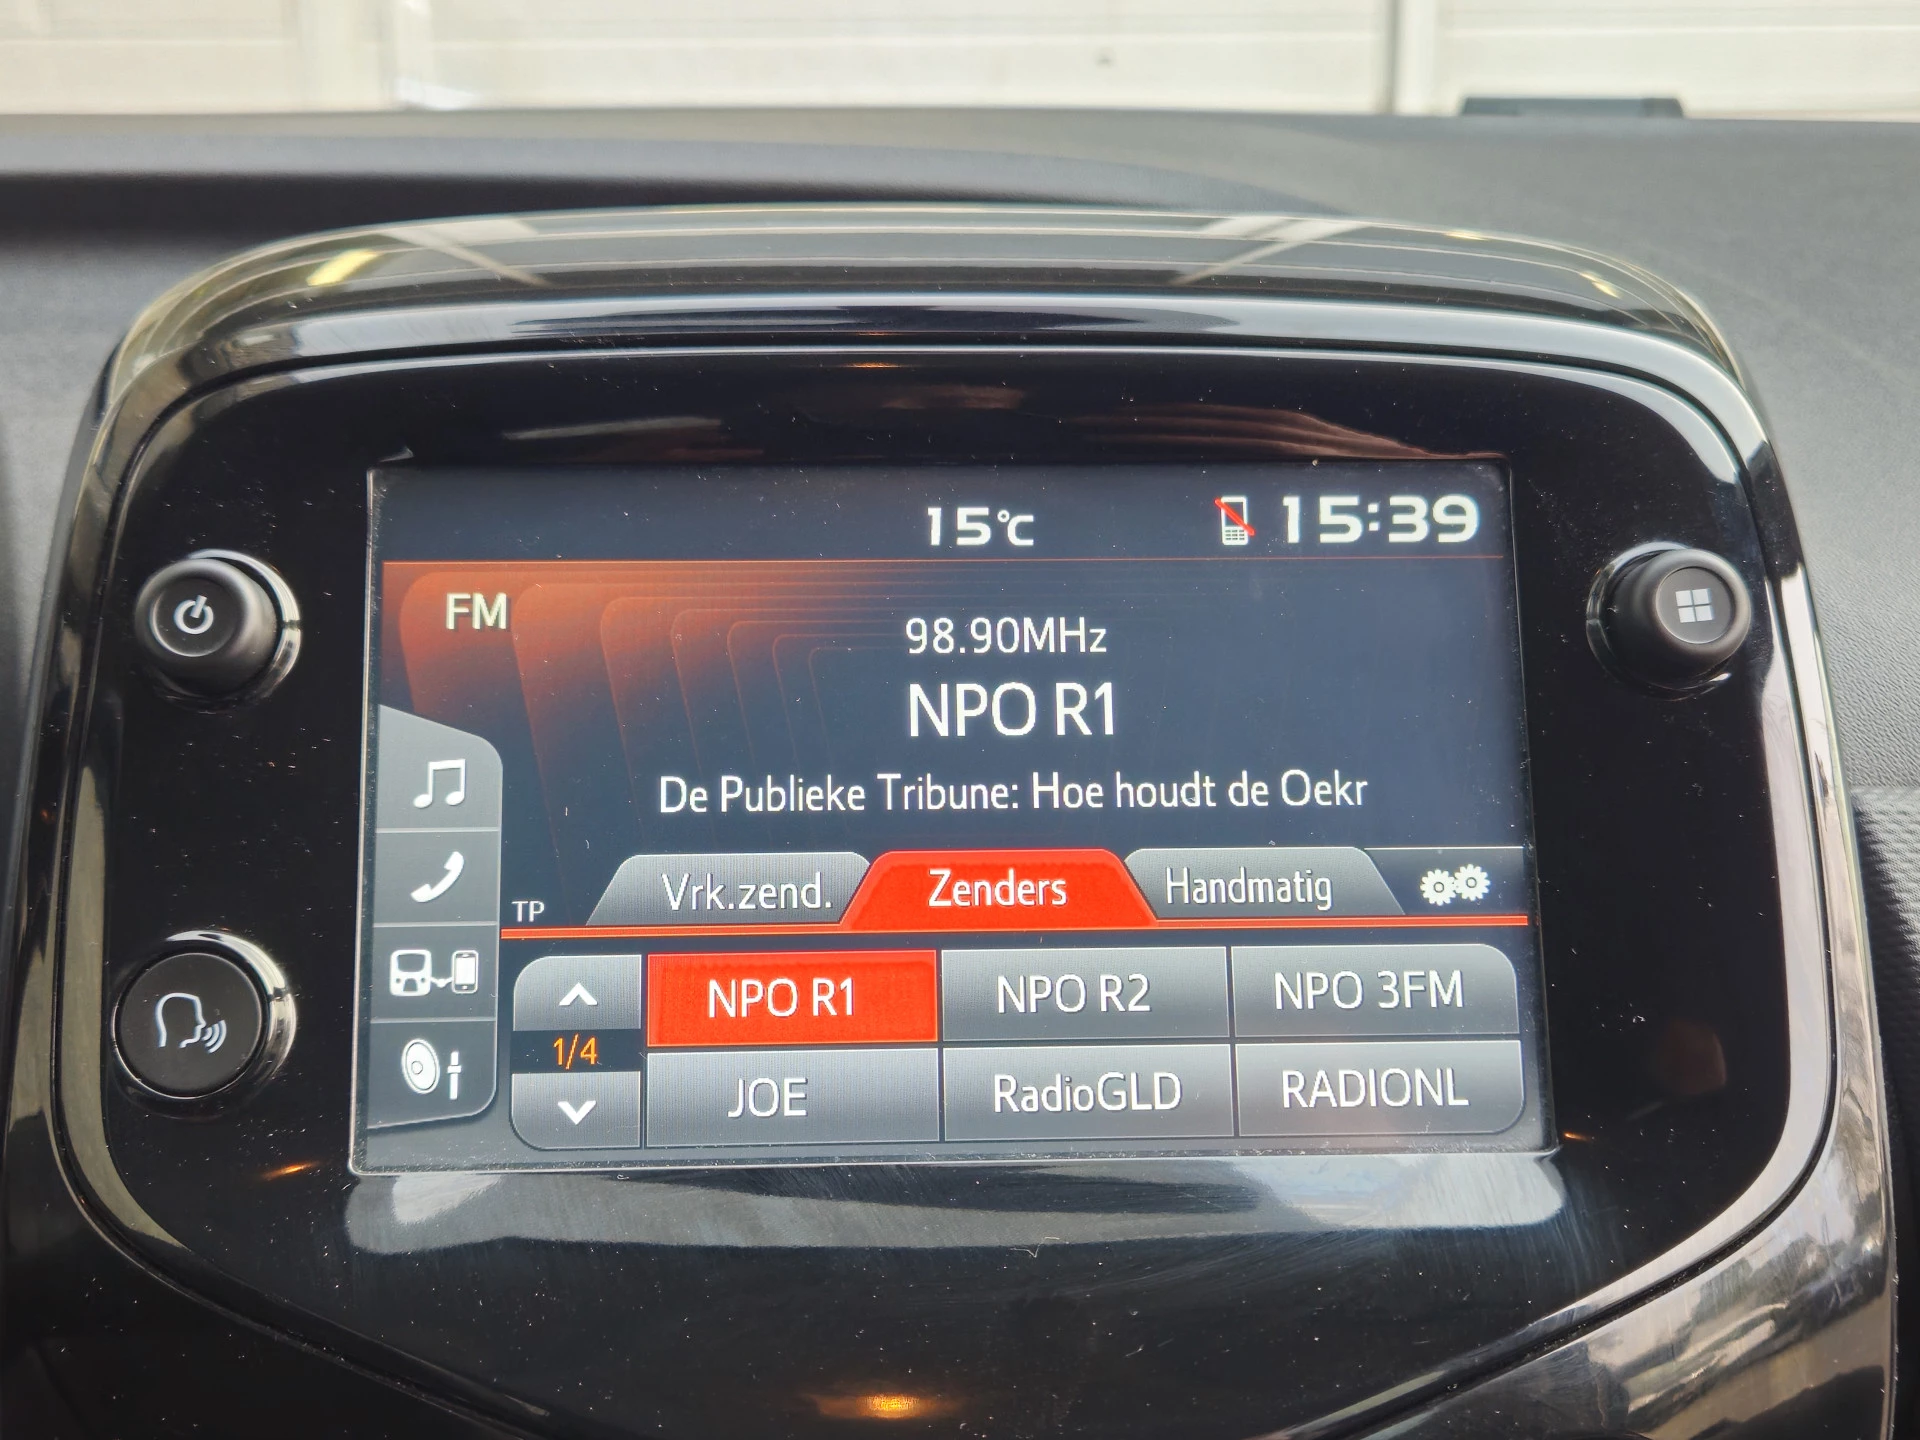 15°C 15:39
FM
98.90MHz
NPO R1
De Publieke Tribune: Hoe houdt de Oekr
TP
Vrk.zend. Zenders Handmatig
1/4
NPO R1 NPO R2 NPO 3FM
JOE RadioGLD RADIONL